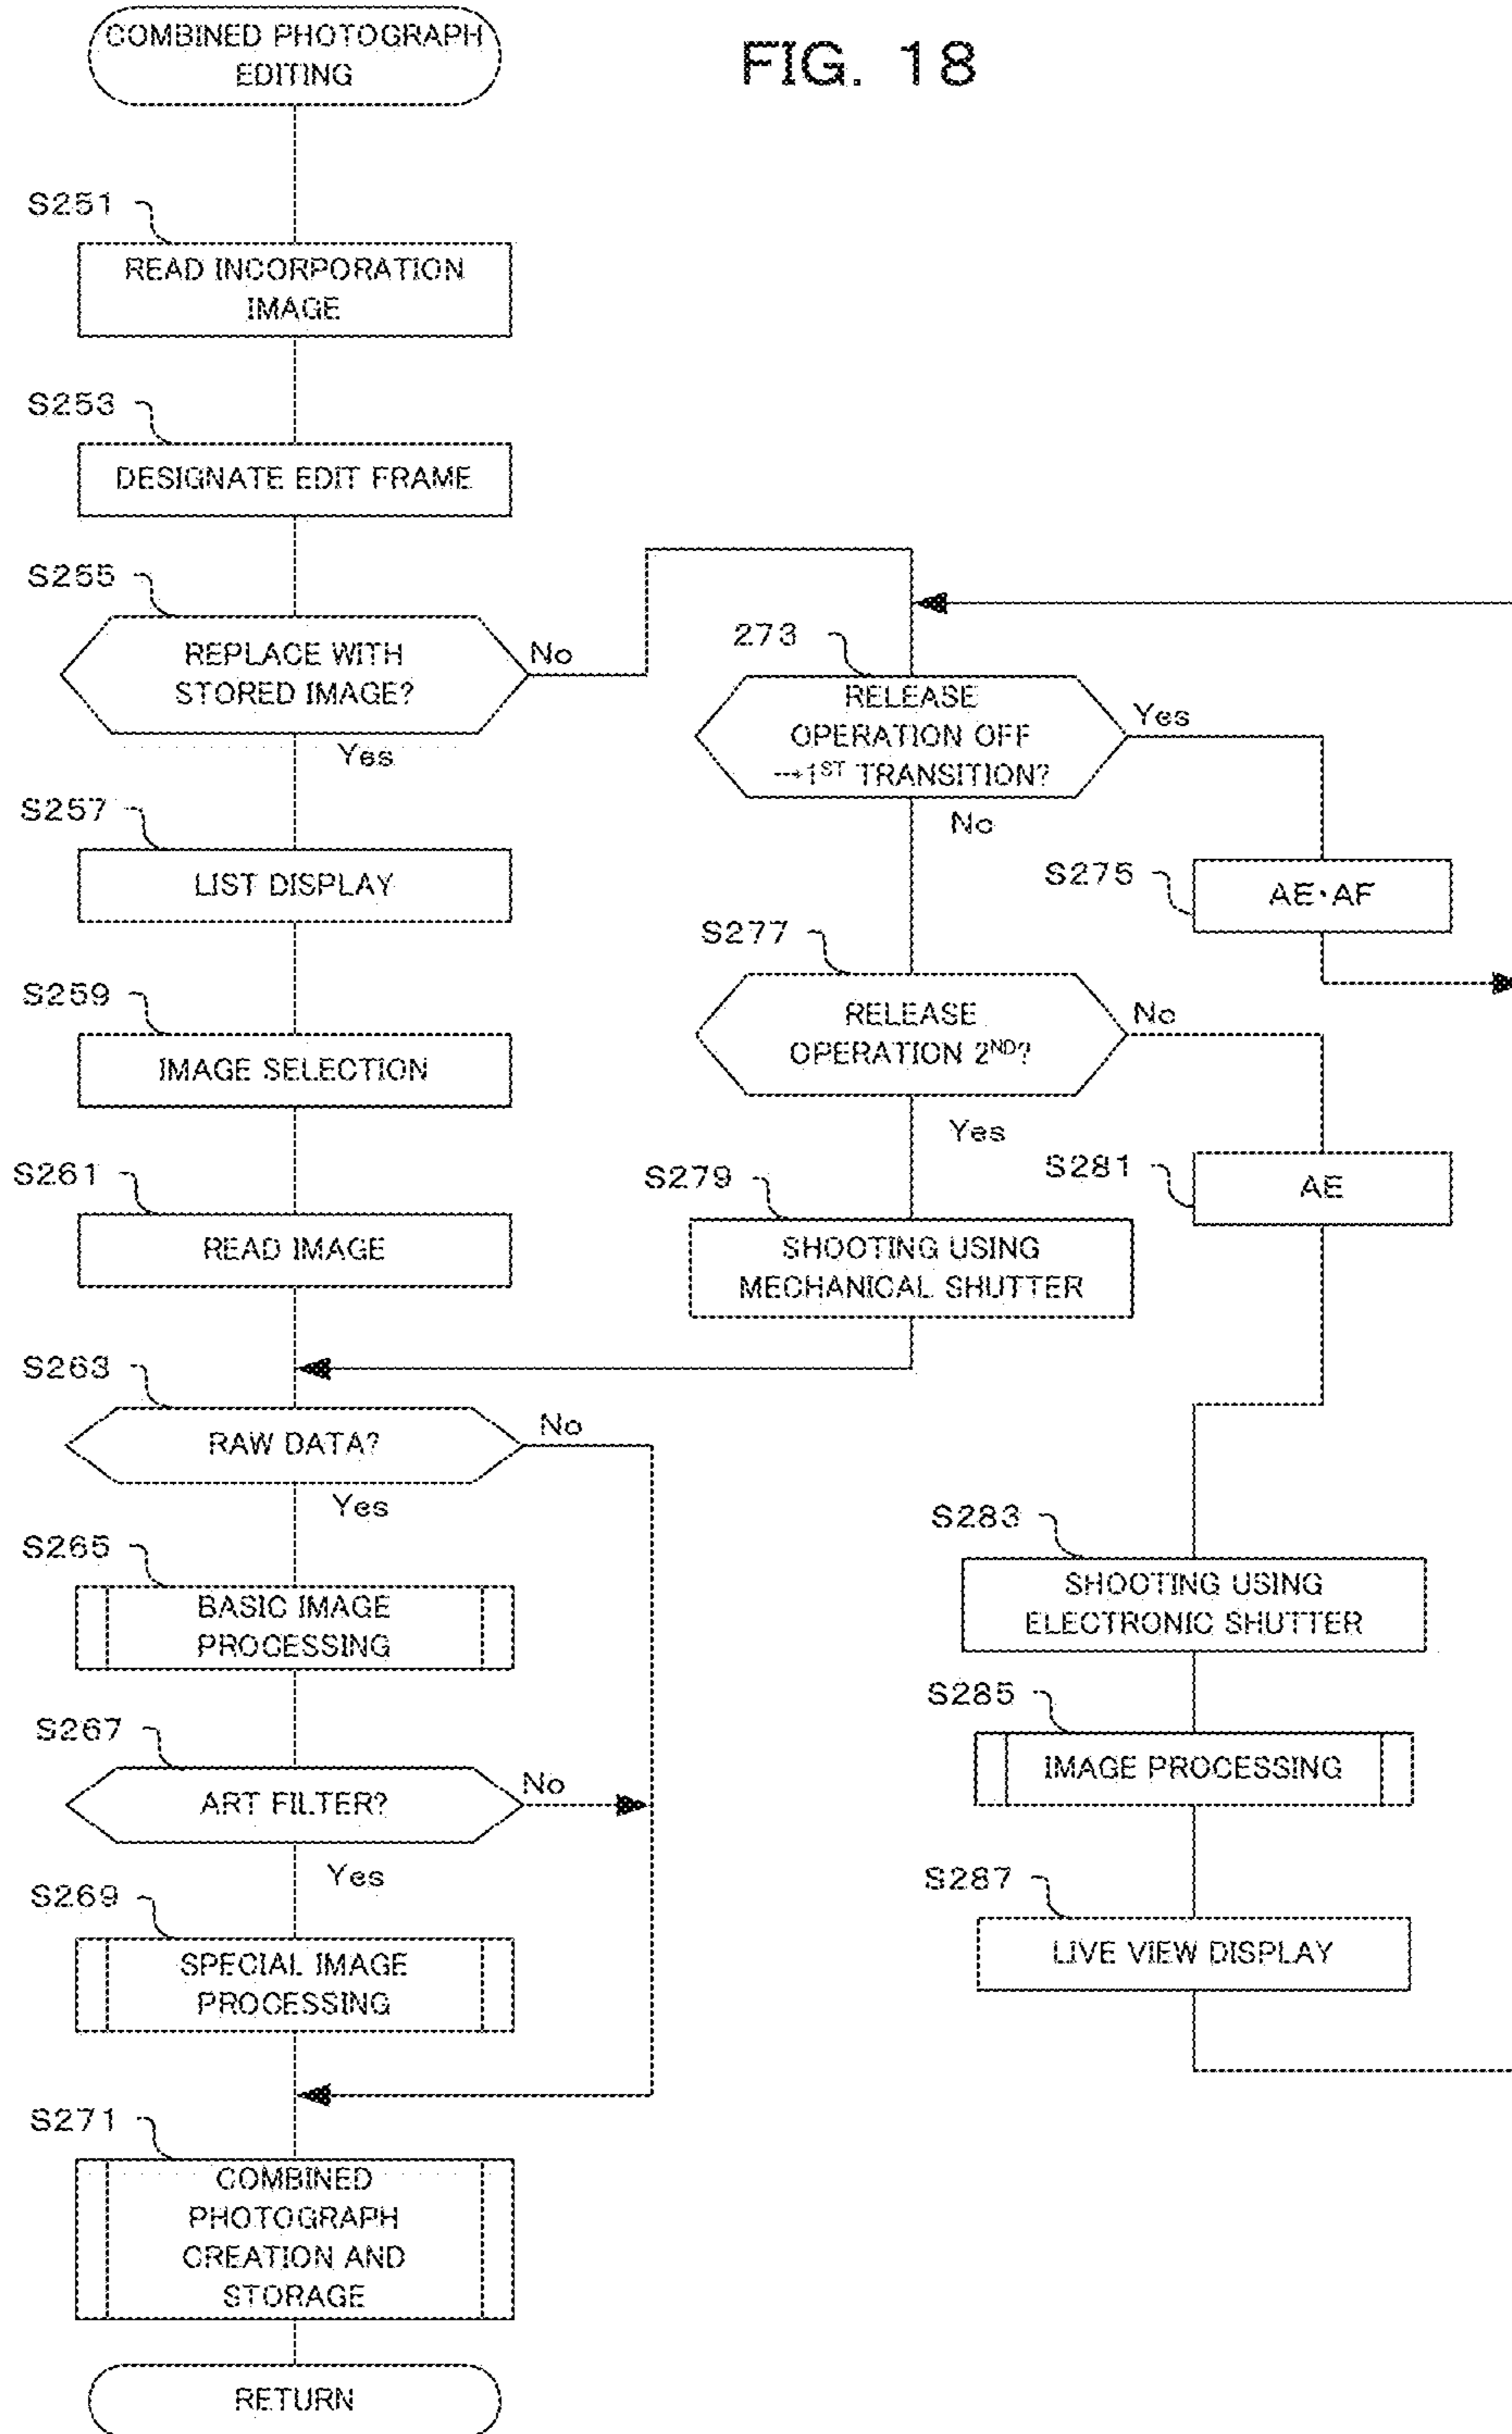 FIG. 18
COMBINED PHOTOGRAPH
EDITING
S251
READ INCORPORATION
IMAGE
S253
DESIGNATE EDIT FRAME
S255
REPLACE WITH
STORED IMAGE?
No
Yes
S257
LIST DISPLAY
S259
IMAGE SELECTION
S261
READ IMAGE
S263
RAW DATA?
No
Yes
S265
BASIC IMAGE
PROCESSING
S267
ART FILTER?
No
Yes
S269
SPECIAL IMAGE
PROCESSING
S271
COMBINED
PHOTOGRAPH
CREATION AND
STORAGE
RETURN
273
RELEASE
OPERATION OFF
→1ST TRANSITION?
Yes
No
S275
AE·AF
S277
RELEASE
OPERATION 2ND?
No
Yes
S279
SHOOTING USING
MECHANICAL SHUTTER
S281
AE
S283
SHOOTING USING
ELECTRONIC SHUTTER
S285
IMAGE PROCESSING
S287
LIVE VIEW DISPLAY